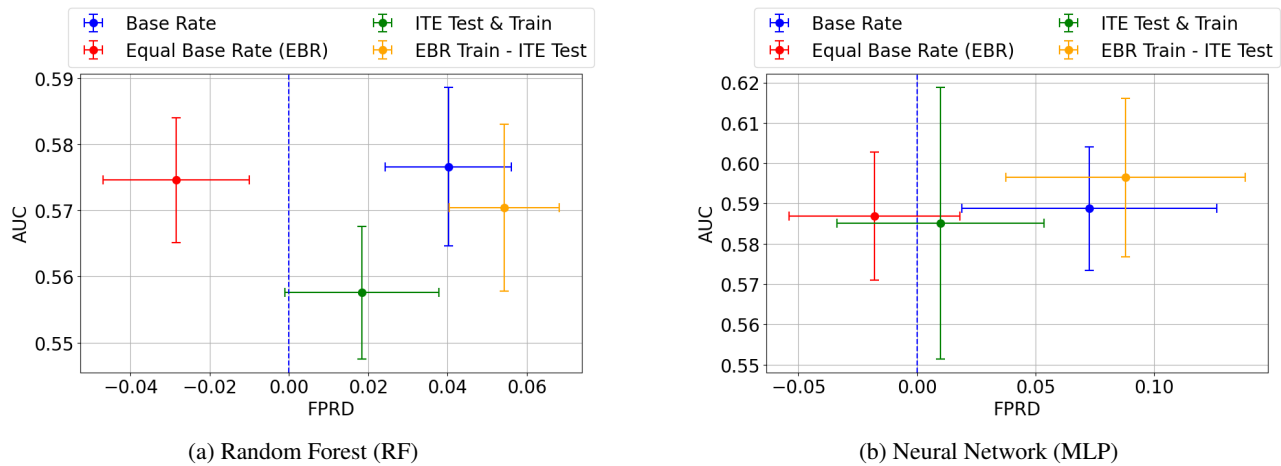 Base Rate
Equal Base Rate (EBR)
ITE Test & Train
EBR Train - ITE Test
0.59
0.58
0.57
0.56
0.55
AUC
−0.04
−0.02
0.00
0.02
0.04
0.06
FPRD
(a) Random Forest (RF)
Base Rate
Equal Base Rate (EBR)
ITE Test & Train
EBR Train - ITE Test
0.62
0.61
0.60
0.59
0.58
0.57
0.56
0.55
AUC
−0.05
0.00
0.05
0.10
FPRD
(b) Neural Network (MLP)